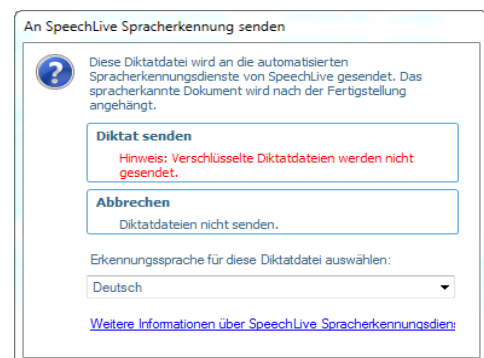 An SpeechLive Spracherkennung senden
Diese Diktatdatei wird an die automatisierten
Spracherkennungsdienste von SpeechLive gesendet. Das
spracherkannte Dokument wird nach der Fertigstellung
angehängt.
Diktat senden
Hinweis: Verschlüsselte Diktatdateien werden nicht
gesendet.
Abbrechen
Diktatdateien nicht senden.
Erkennungssprache für diese Diktatdatei auswählen:
Deutsch
Weitere Informationen über SpeechLive Spracherkennungsdien